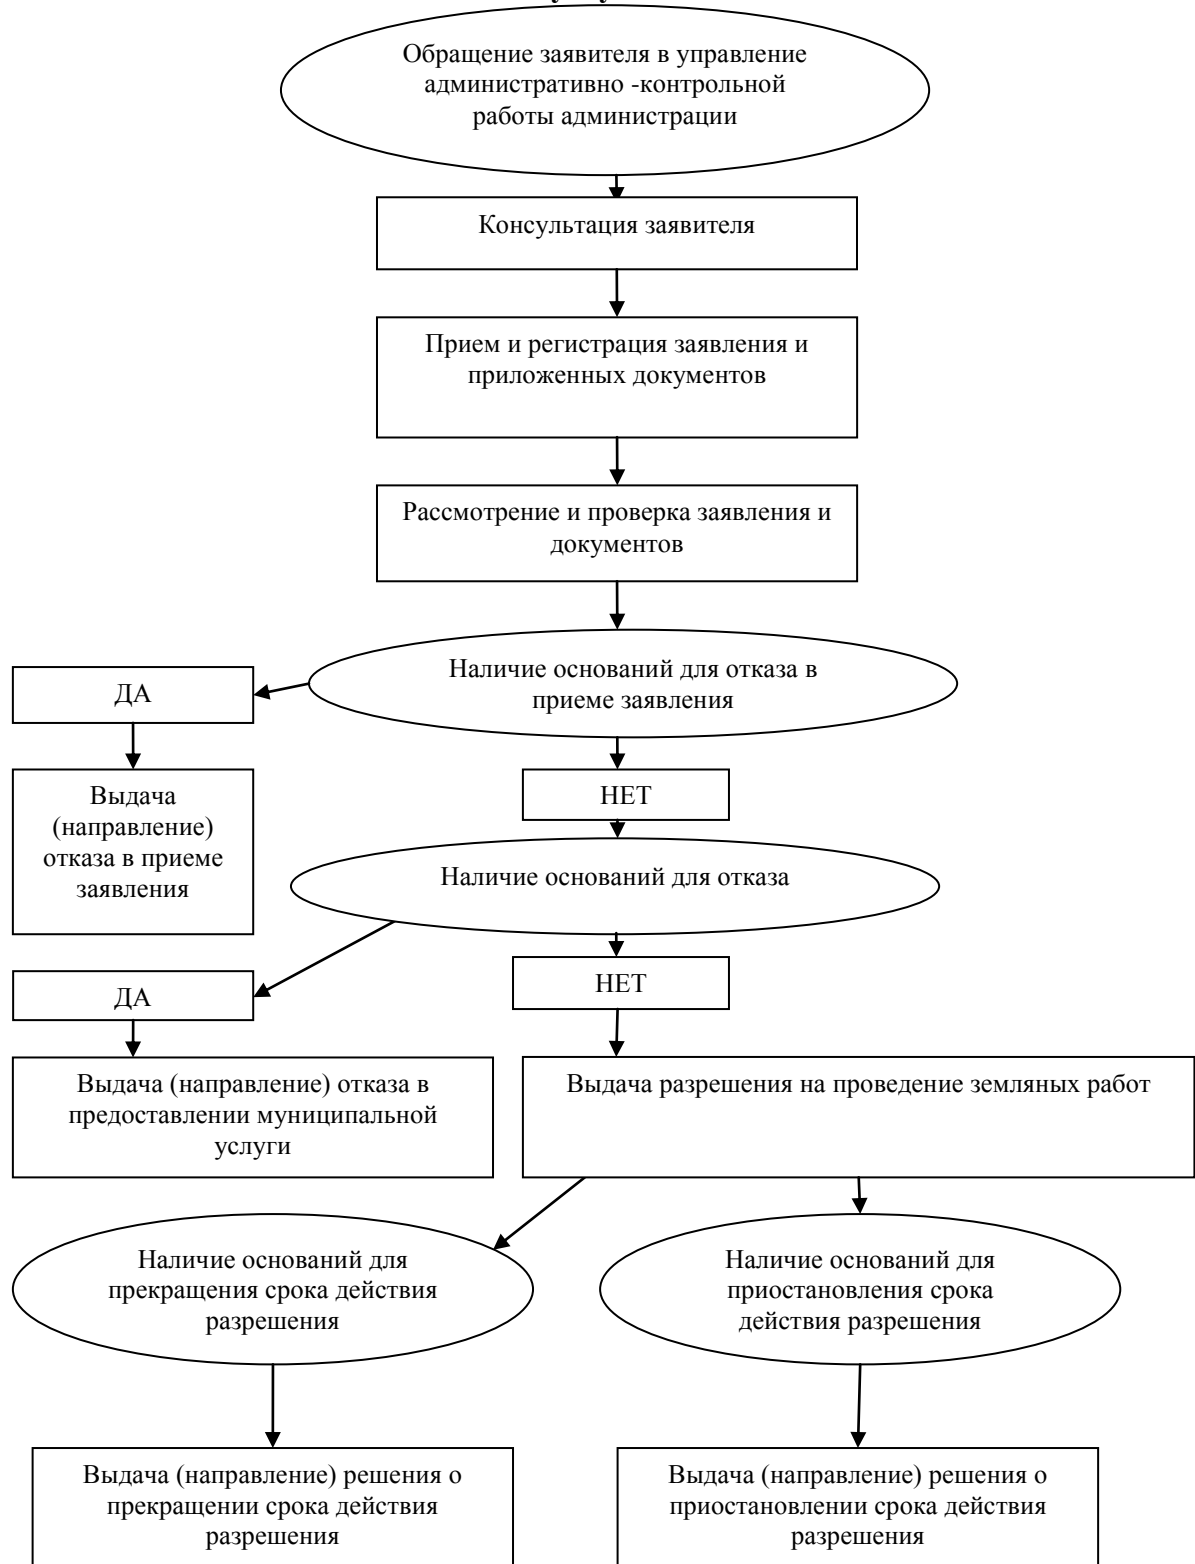 Обращение заявителя в управление
административно -контрольной
работы администрации
Консультация заявителя
Прием и регистрация заявления и
приложенных документов
Рассмотрение и проверка заявления и
документов
Наличие оснований для отказа в
приеме заявления
ДА
НЕТ
Выдача
(направление)
отказа в приеме
заявления
Наличие оснований для отказа
ДА
НЕТ
Выдача (направление) отказа в
предоставлении муниципальной
услуги
Выдача разрешения на проведение земляных работ
Наличие оснований для
прекращения срока действия
разрешения
Наличие оснований для
приостановления срока
действия разрешения
Выдача (направление) решения о
прекращении срока действия
разрешения
Выдача (направление) решения о
приостановлении срока действия
разрешения